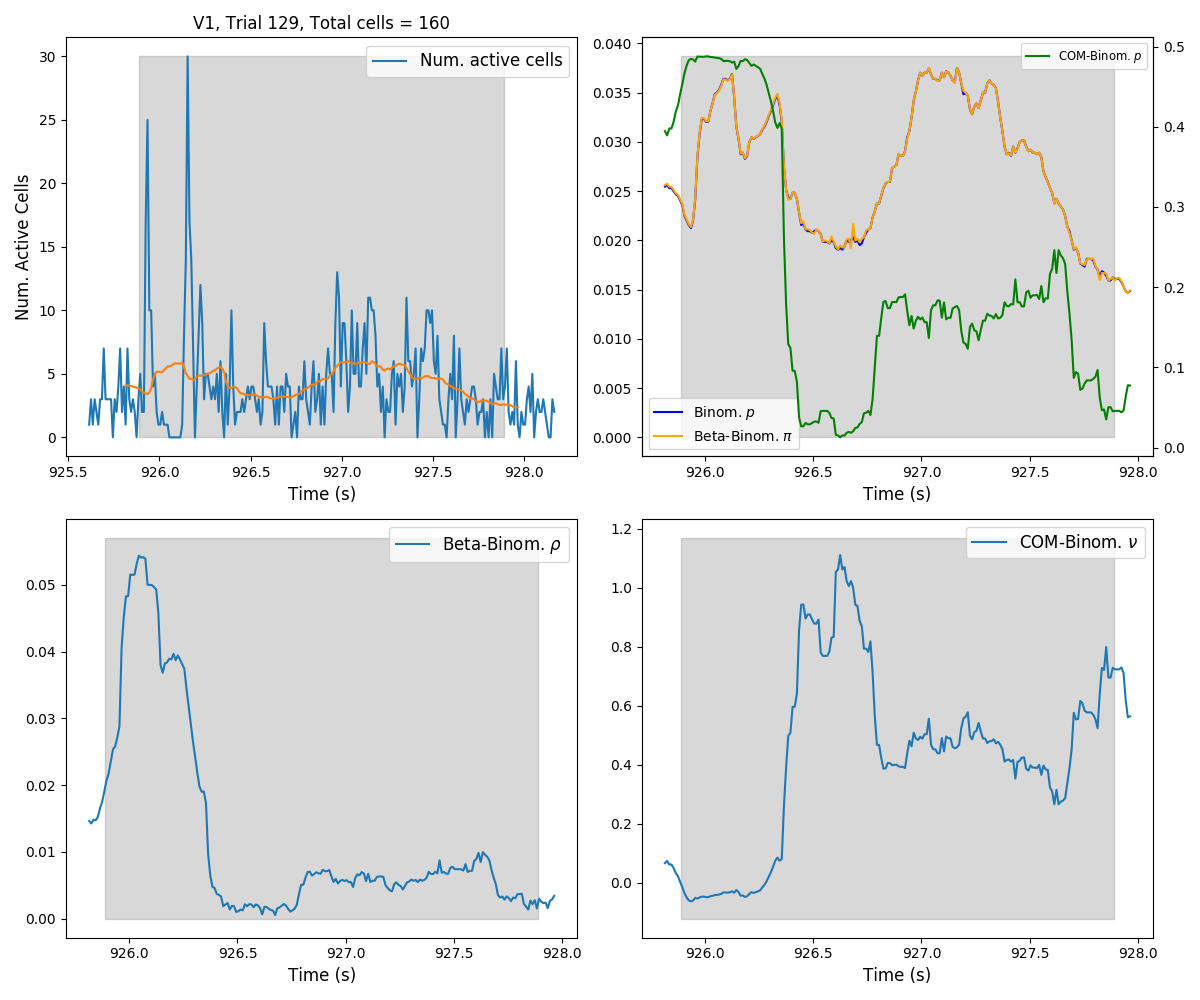 V1, Trial 129, Total cells = 160
Num. active cells
Num. Active Cells
30
25
20
15
10
5
0
925.5 926.0 926.5 927.0 927.5 928.0
Time (s)
COM-Binom. p
Binom. p
Beta-Binom. π
0.040
0.035
0.030
0.025
0.020
0.015
0.010
0.005
0.000
0.5
0.4
0.3
0.2
0.1
0.0
926.0 926.5 927.0 927.5 928.0
Time (s)
Beta-Binom. ρ
0.05
0.04
0.03
0.02
0.01
0.00
926.0 926.5 927.0 927.5 928.0
Time (s)
COM-Binom. ν
1.2
1.0
0.8
0.6
0.4
0.2
0.0
926.0 926.5 927.0 927.5 928.0
Time (s)